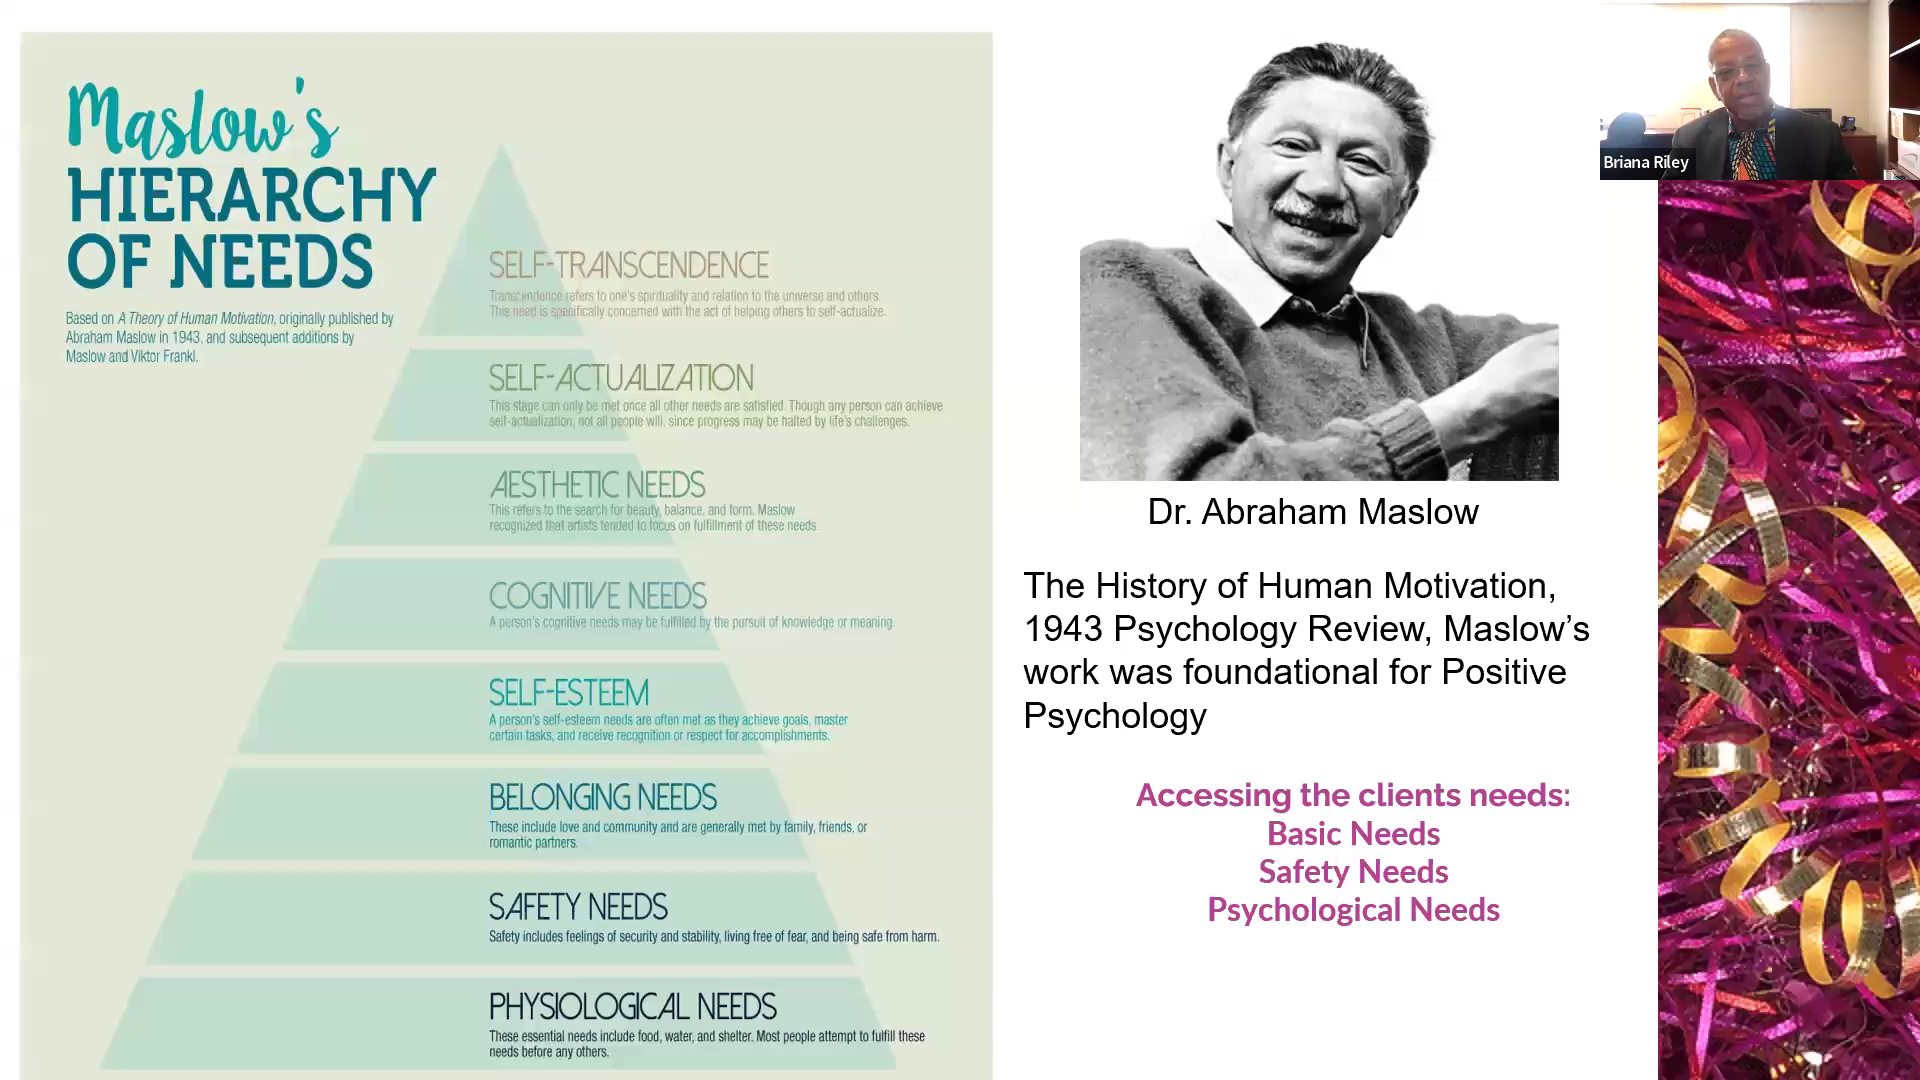 Maslow's
HIERARCHY
OF NEEDS
Based on A Theory of Human Motivation, originally published by
Abraham Maslow in 1943, and subsequent additions by
Maslow and Viktor Frankl.
SELF-TRANSCENDENCE
Transcendence refers to one's spirituality and relation to the universe and others.
This need is specifically concerned with the act of helping others to self-actualize.
SELF-ACTUALIZATION
This stage can only be met once all other needs are satisfied. Though any person can achieve
self-actualization, not all people will, since progress may be halted by life's challenges.
AESTHETIC NEEDS
This refers to the search for beauty, balance, and form. Maslow
recognized that artists tended to focus on fulfillment of these needs.
COGNITIVE NEEDS
A person's cognitive needs may be fulfilled by the pursuit of knowledge or meaning.
SELF-ESTEEM
A person's self-esteem needs are often met as they achieve goals, master
certain tasks, and receive recognition or respect for accomplishments.
BELONGING NEEDS
These include love and community and are generally met by family, friends, or
romantic partners.
SAFETY NEEDS
Safety includes feelings of security and stability, living free of fear, and being safe from harm.
PHYSIOLOGICAL NEEDS
These essential needs include food, water, and shelter. Most people attempt to fulfill these
needs before any others.
Dr. Abraham Maslow
The History of Human Motivation,
1943 Psychology Review, Maslow’s
work was foundational for Positive
Psychology
Accessing the clients needs:
Basic Needs
Safety Needs
Psychological Needs
Briana Riley